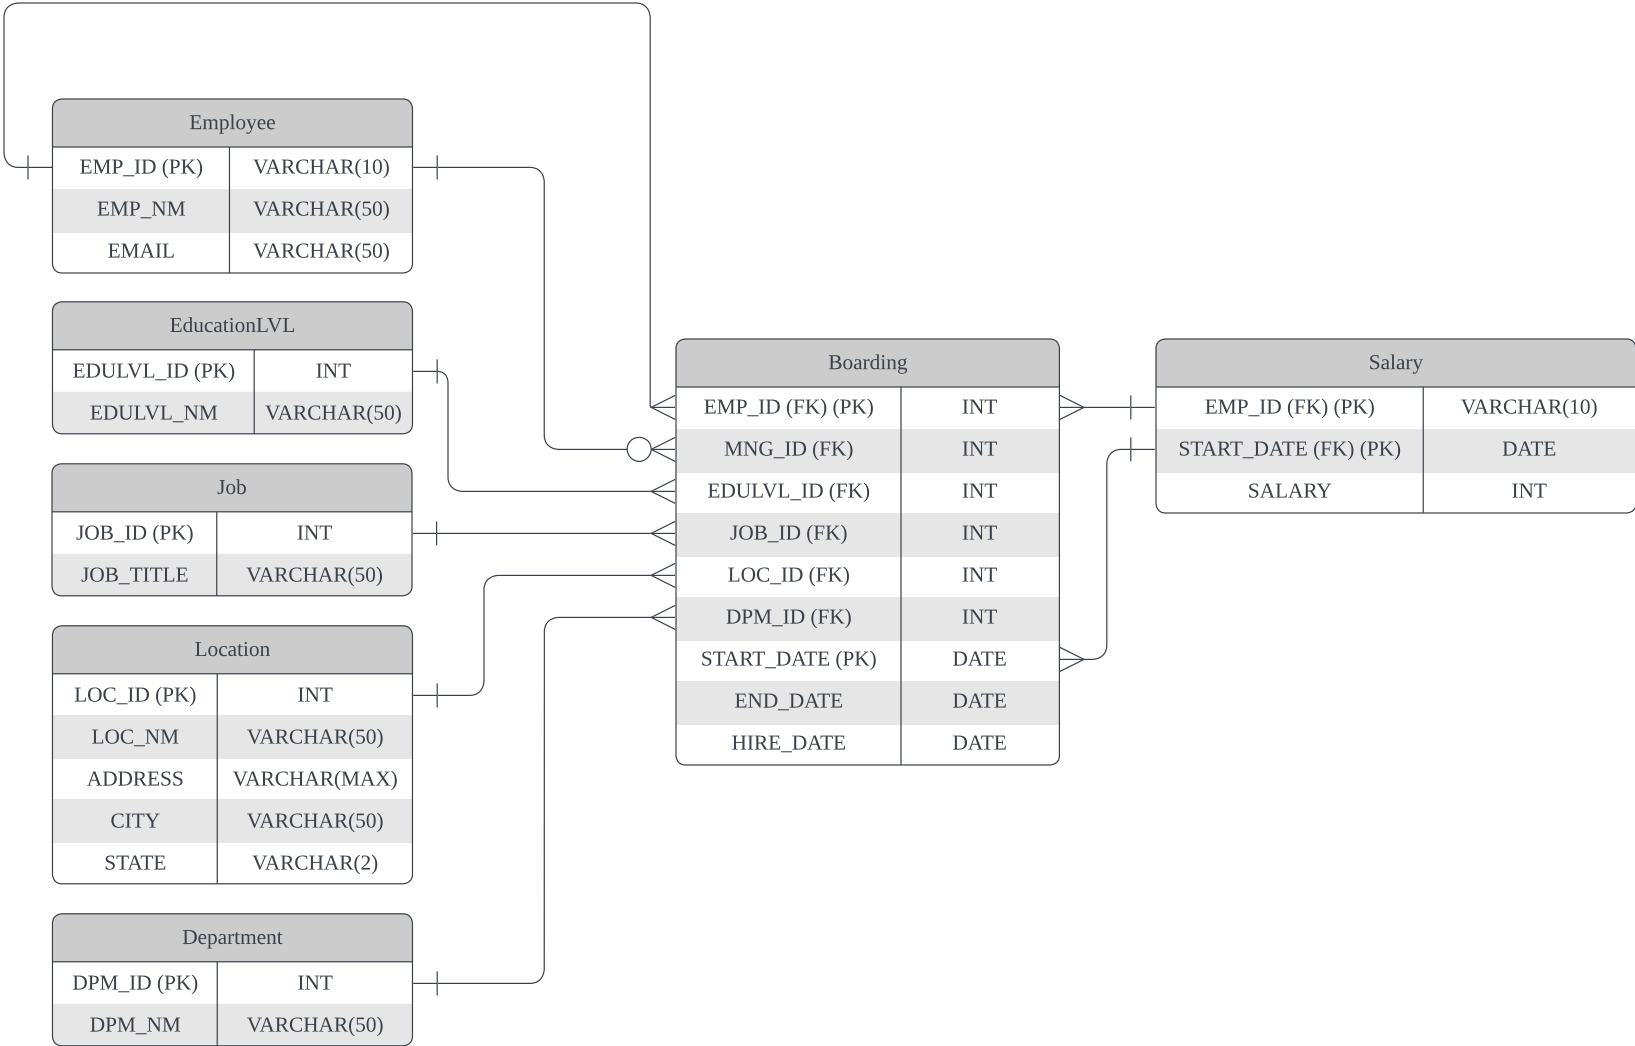 Employee
EMP_ID (PK) VARCHAR(10)
EMP_NM VARCHAR(50)
EMAIL VARCHAR(50)
EducationLVL
EDULVL_ID (PK) INT
EDULVL_NM VARCHAR(50)
Job
JOB_ID (PK) INT
JOB_TITLE VARCHAR(50)
Location
LOC_ID (PK) INT
LOC_NM VARCHAR(50)
ADDRESS VARCHAR(MAX)
CITY VARCHAR(50)
STATE VARCHAR(2)
Department
DPM_ID (PK) INT
DPM_NM VARCHAR(50)
Boarding
EMP_ID (FK) (PK) INT
MNG_ID (FK) INT
EDULVL_ID (FK) INT
JOB_ID (FK) INT
LOC_ID (FK) INT
DPM_ID (FK) INT
START_DATE (PK) DATE
END_DATE DATE
HIRE_DATE DATE
Salary
EMP_ID (FK) (PK) VARCHAR(10)
START_DATE (FK) (PK) DATE
SALARY INT